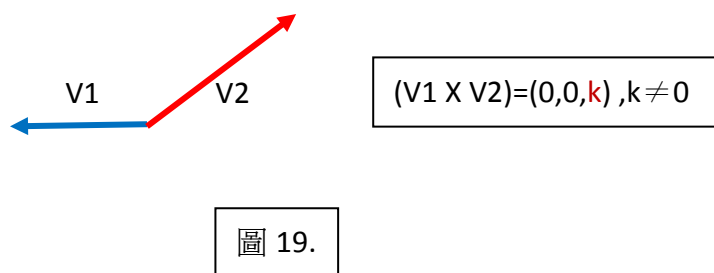 V1
V2
(V1 X V2)=(0,0,k) ,k≠0
圖 19.